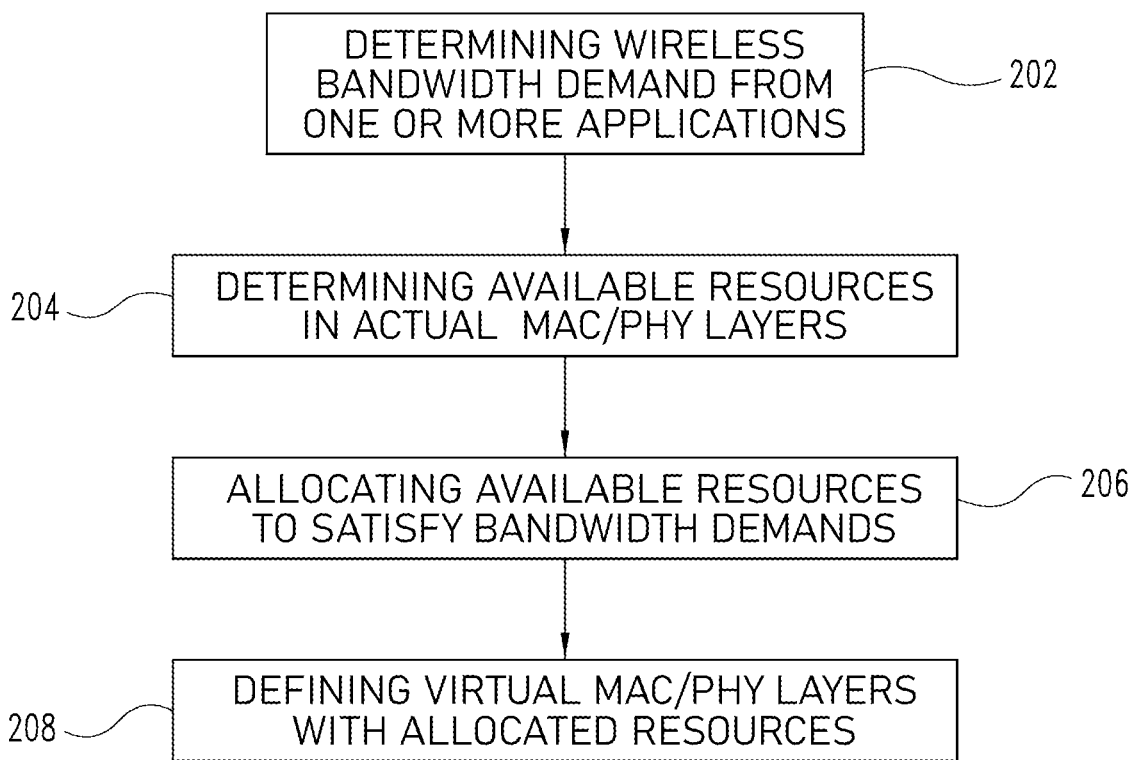 DETERMINING WIRELESS
BANDWIDTH DEMAND FROM
ONE OR MORE APPLICATIONS
202
DETERMINING AVAILABLE RESOURCES
IN ACTUAL MAC/PHY LAYERS
204
ALLOCATING AVAILABLE RESOURCES
TO SATISFY BANDWIDTH DEMANDS
206
DEFINING VIRTUAL MAC/PHY LAYERS
WITH ALLOCATED RESOURCES
208